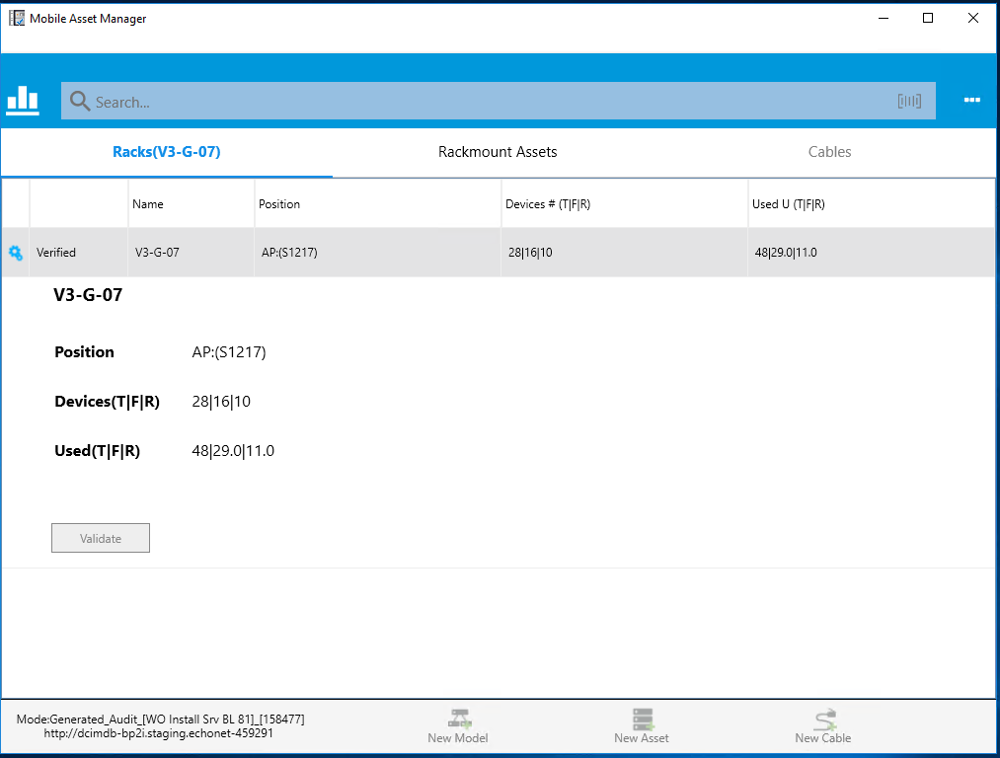 Mobile Asset Manager
Search...
Racks(V3-G-07) Rackmount Assets Cables
Name Position Devices # (T|F|R) Used U (T|F|R)
Verified V3-G-07 AP:(S1217) 28|16|10 48|29.0|11.0
V3-G-07
Position AP:(S1217)
Devices(T|F|R) 28|16|10
Used(T|F|R) 48|29.0|11.0
Validate
Mode:Generated_Audit_[WO Install Srv BL 81]_[158477]
http://dcimdb-bp2i.staging.echonet-459291
New Model New Asset New Cable